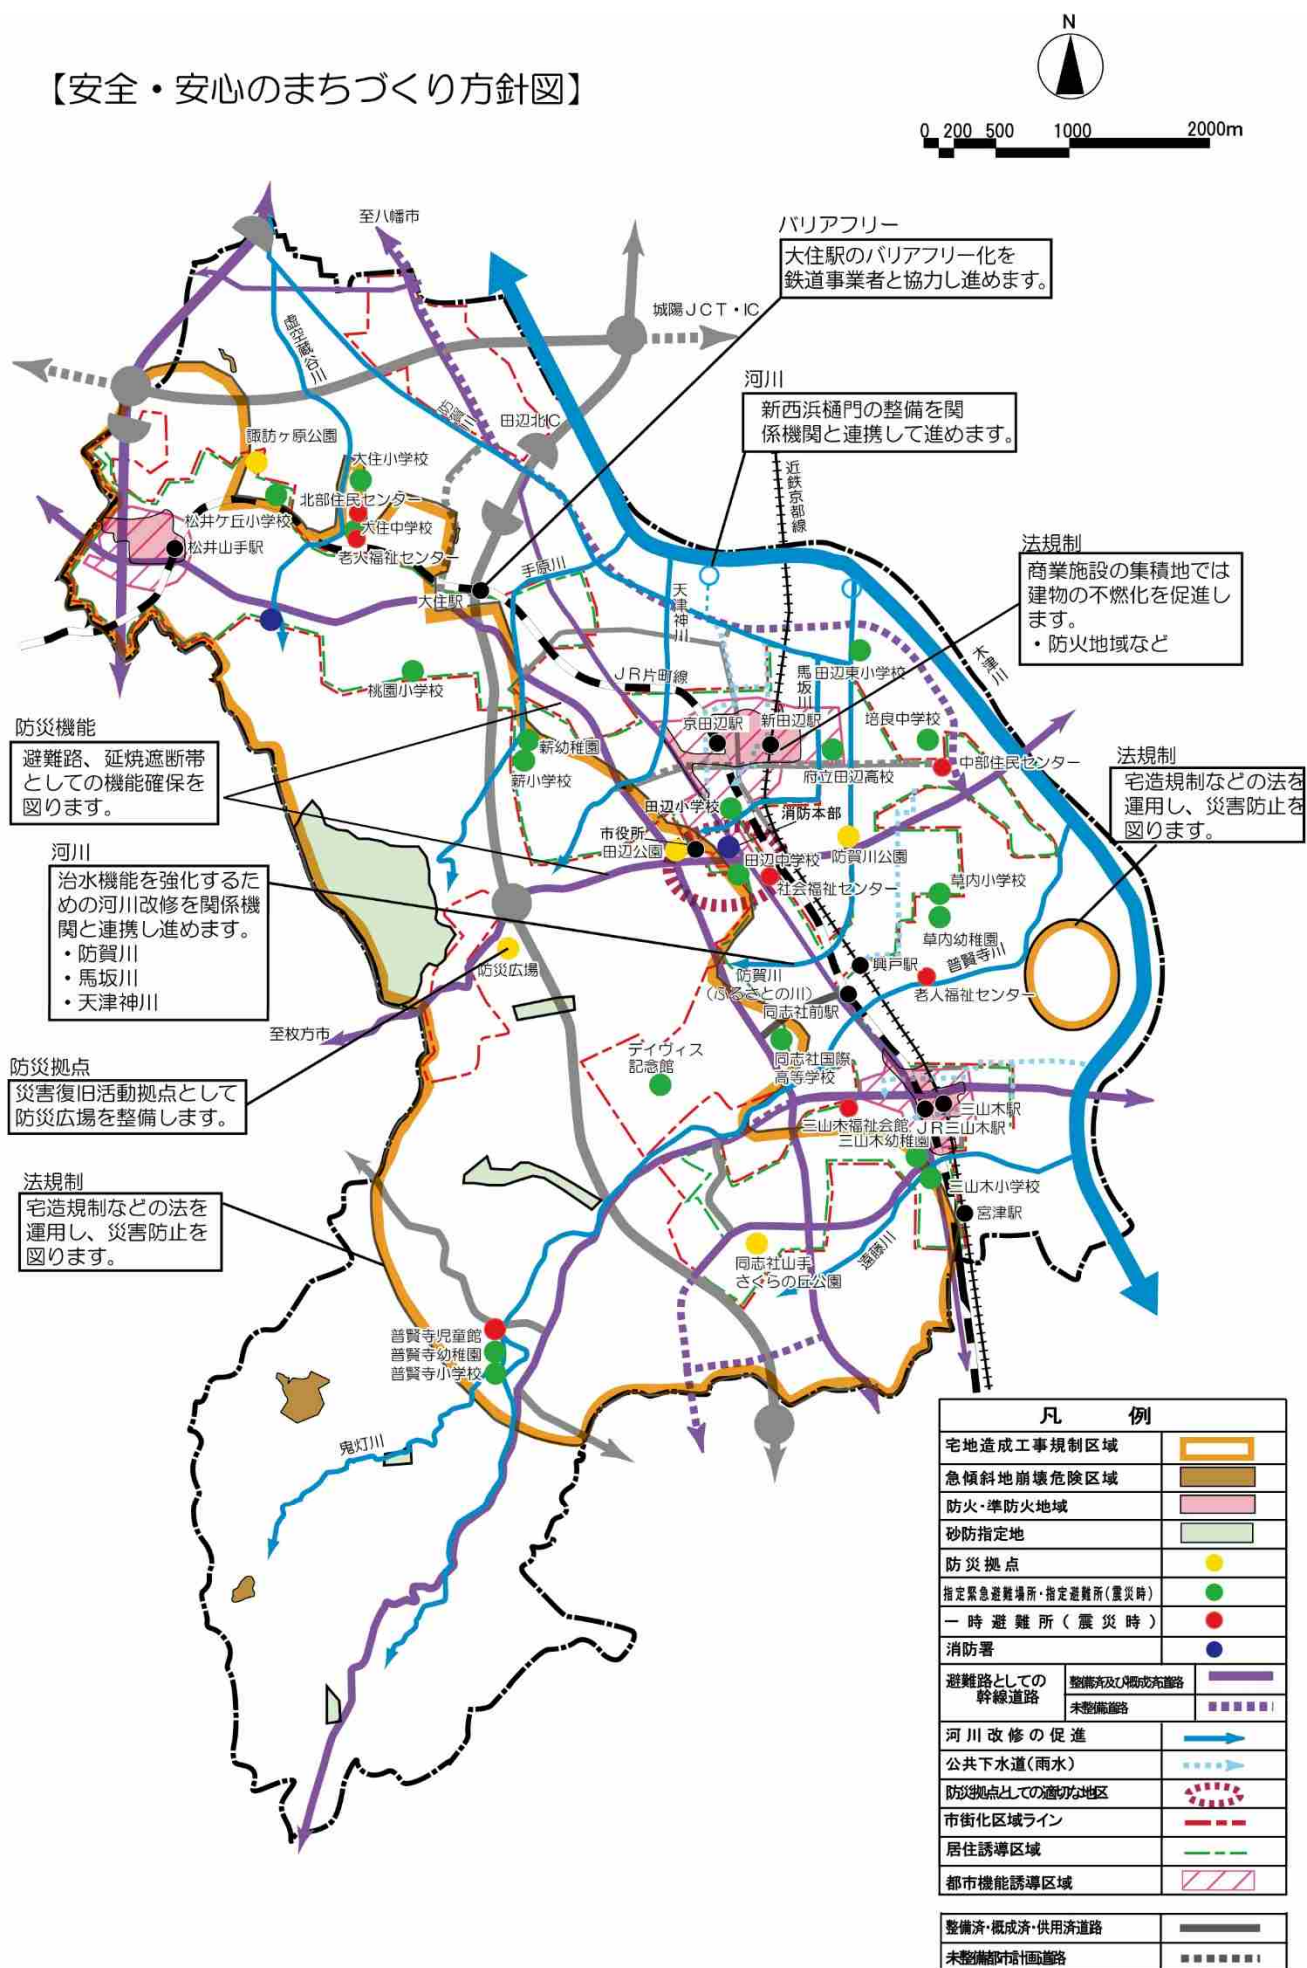 【安全・安心のまちづくり方針図】
N
0 200 500 1000 2000m
至八幡市
バリアフリー
大住駅のバリアフリー化を
鉄道事業者と協力し進めます。
城陽JCT・IC
虚空蔵谷川
防賀川
田辺北IC
河川
新西浜樋門の整備を関
係機関と連携して進めます。
近鉄京都線
諏訪ヶ原公園
大住小学校
北部住民センター
松井ケ丘小学校
大住中学校
松井山手駅
老人福祉センター
手原川
大住駅
天津神川
法規制
商業施設の集積地では
建物の不燃化を促進し
ます。
・防火地域など
木津川
JR片町線
馬坂川
田辺東小学校
桃園小学校
京田辺駅
新田辺駅
培良中学校
防災機能
避難路、延焼遮断帯
としての機能確保を
図ります。
薪幼稚園
薪小学校
府立田辺高校
中部住民センター
法規制
宅造規制などの法を
運用し、災害防止を
図ります。
田辺小学校
消防本部
市役所
田辺公園
防賀川公園
田辺中学校
社会福祉センター
草内小学校
草内幼稚園
河川
治水機能を強化するた
めの河川改修を関係機
関と連携し進めます。
・防賀川
・馬坂川
・天津神川
防災広場
防賀川
(ふるさとの川)
興戸駅
普賢寺川
老人福祉センター
同志社前駅
至枚方市
デイヴィス
記念館
同志社国際
高等学校
防災拠点
災害復旧活動拠点として
防災広場を整備します。
三山木駅
三山木福祉会館
JR三山木駅
三山木幼稚園
三山木小学校
法規制
宅造規制などの法を
運用し、災害防止を
図ります。
宮津駅
同志社山手
さくらの丘公園
遠藤川
普賢寺児童館
普賢寺幼稚園
普賢寺小学校
鬼灯川
凡 例
宅地造成工事規制区域
急傾斜地崩壊危険区域
防火・準防火地域
砂防指定地
防災拠点
指定緊急避難場所・指定避難所(震災時)
一時避難所(震災時)
消防署
避難路としての
幹線道路
整備済及び概成済道路
未整備道路
河川改修の促進
公共下水道(雨水)
防災拠点としての適切な地区
市街化区域ライン
居住誘導区域
都市機能誘導区域
整備済・概成済・供用済道路
未整備都市計画道路